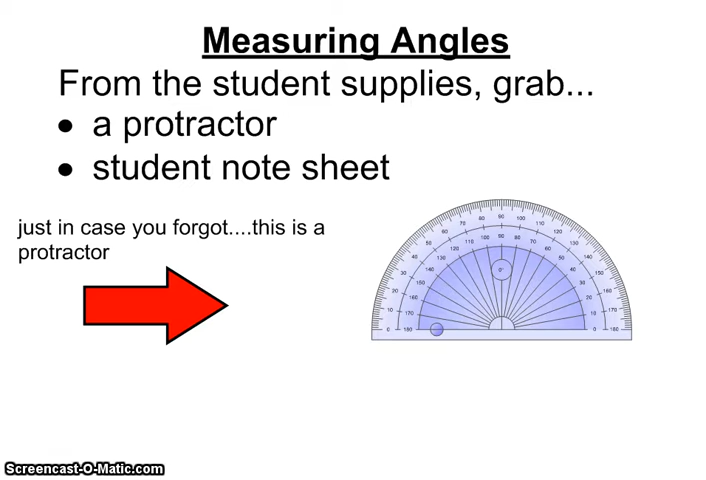 Measuring Angles
From the student supplies, grab...
• a protractor
• student note sheet
just in case you forgot....this is a
protractor
Screencast-O-Matic.com